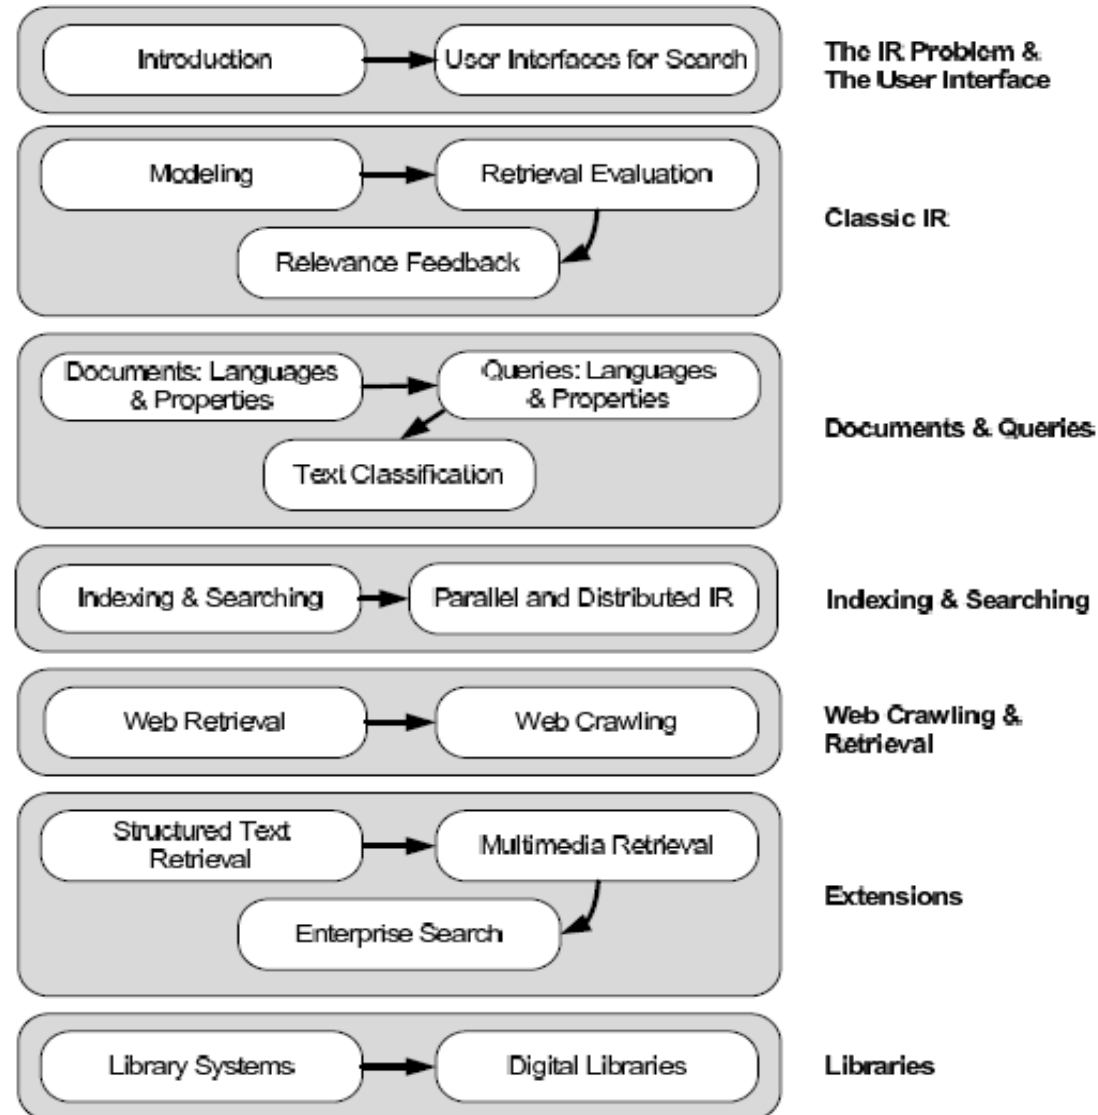 Introduction
User Interfaces for Search
The IR Problem &
The User Interface
Modeling
Retrieval Evaluation
Relevance Feedback
Classic IR
Documents: Languages
& Properties
Queries: Languages
& Properties
Text Classification
Documents & Queries
Indexing & Searching
Parallel and Distributed IR
Indexing & Searching
Web Retrieval
Web Crawling
Web Crawling &
Retrieval
Structured Text
Retrieval
Multimedia Retrieval
Enterprise Search
Extensions
Library Systems
Digital Libraries
Libraries